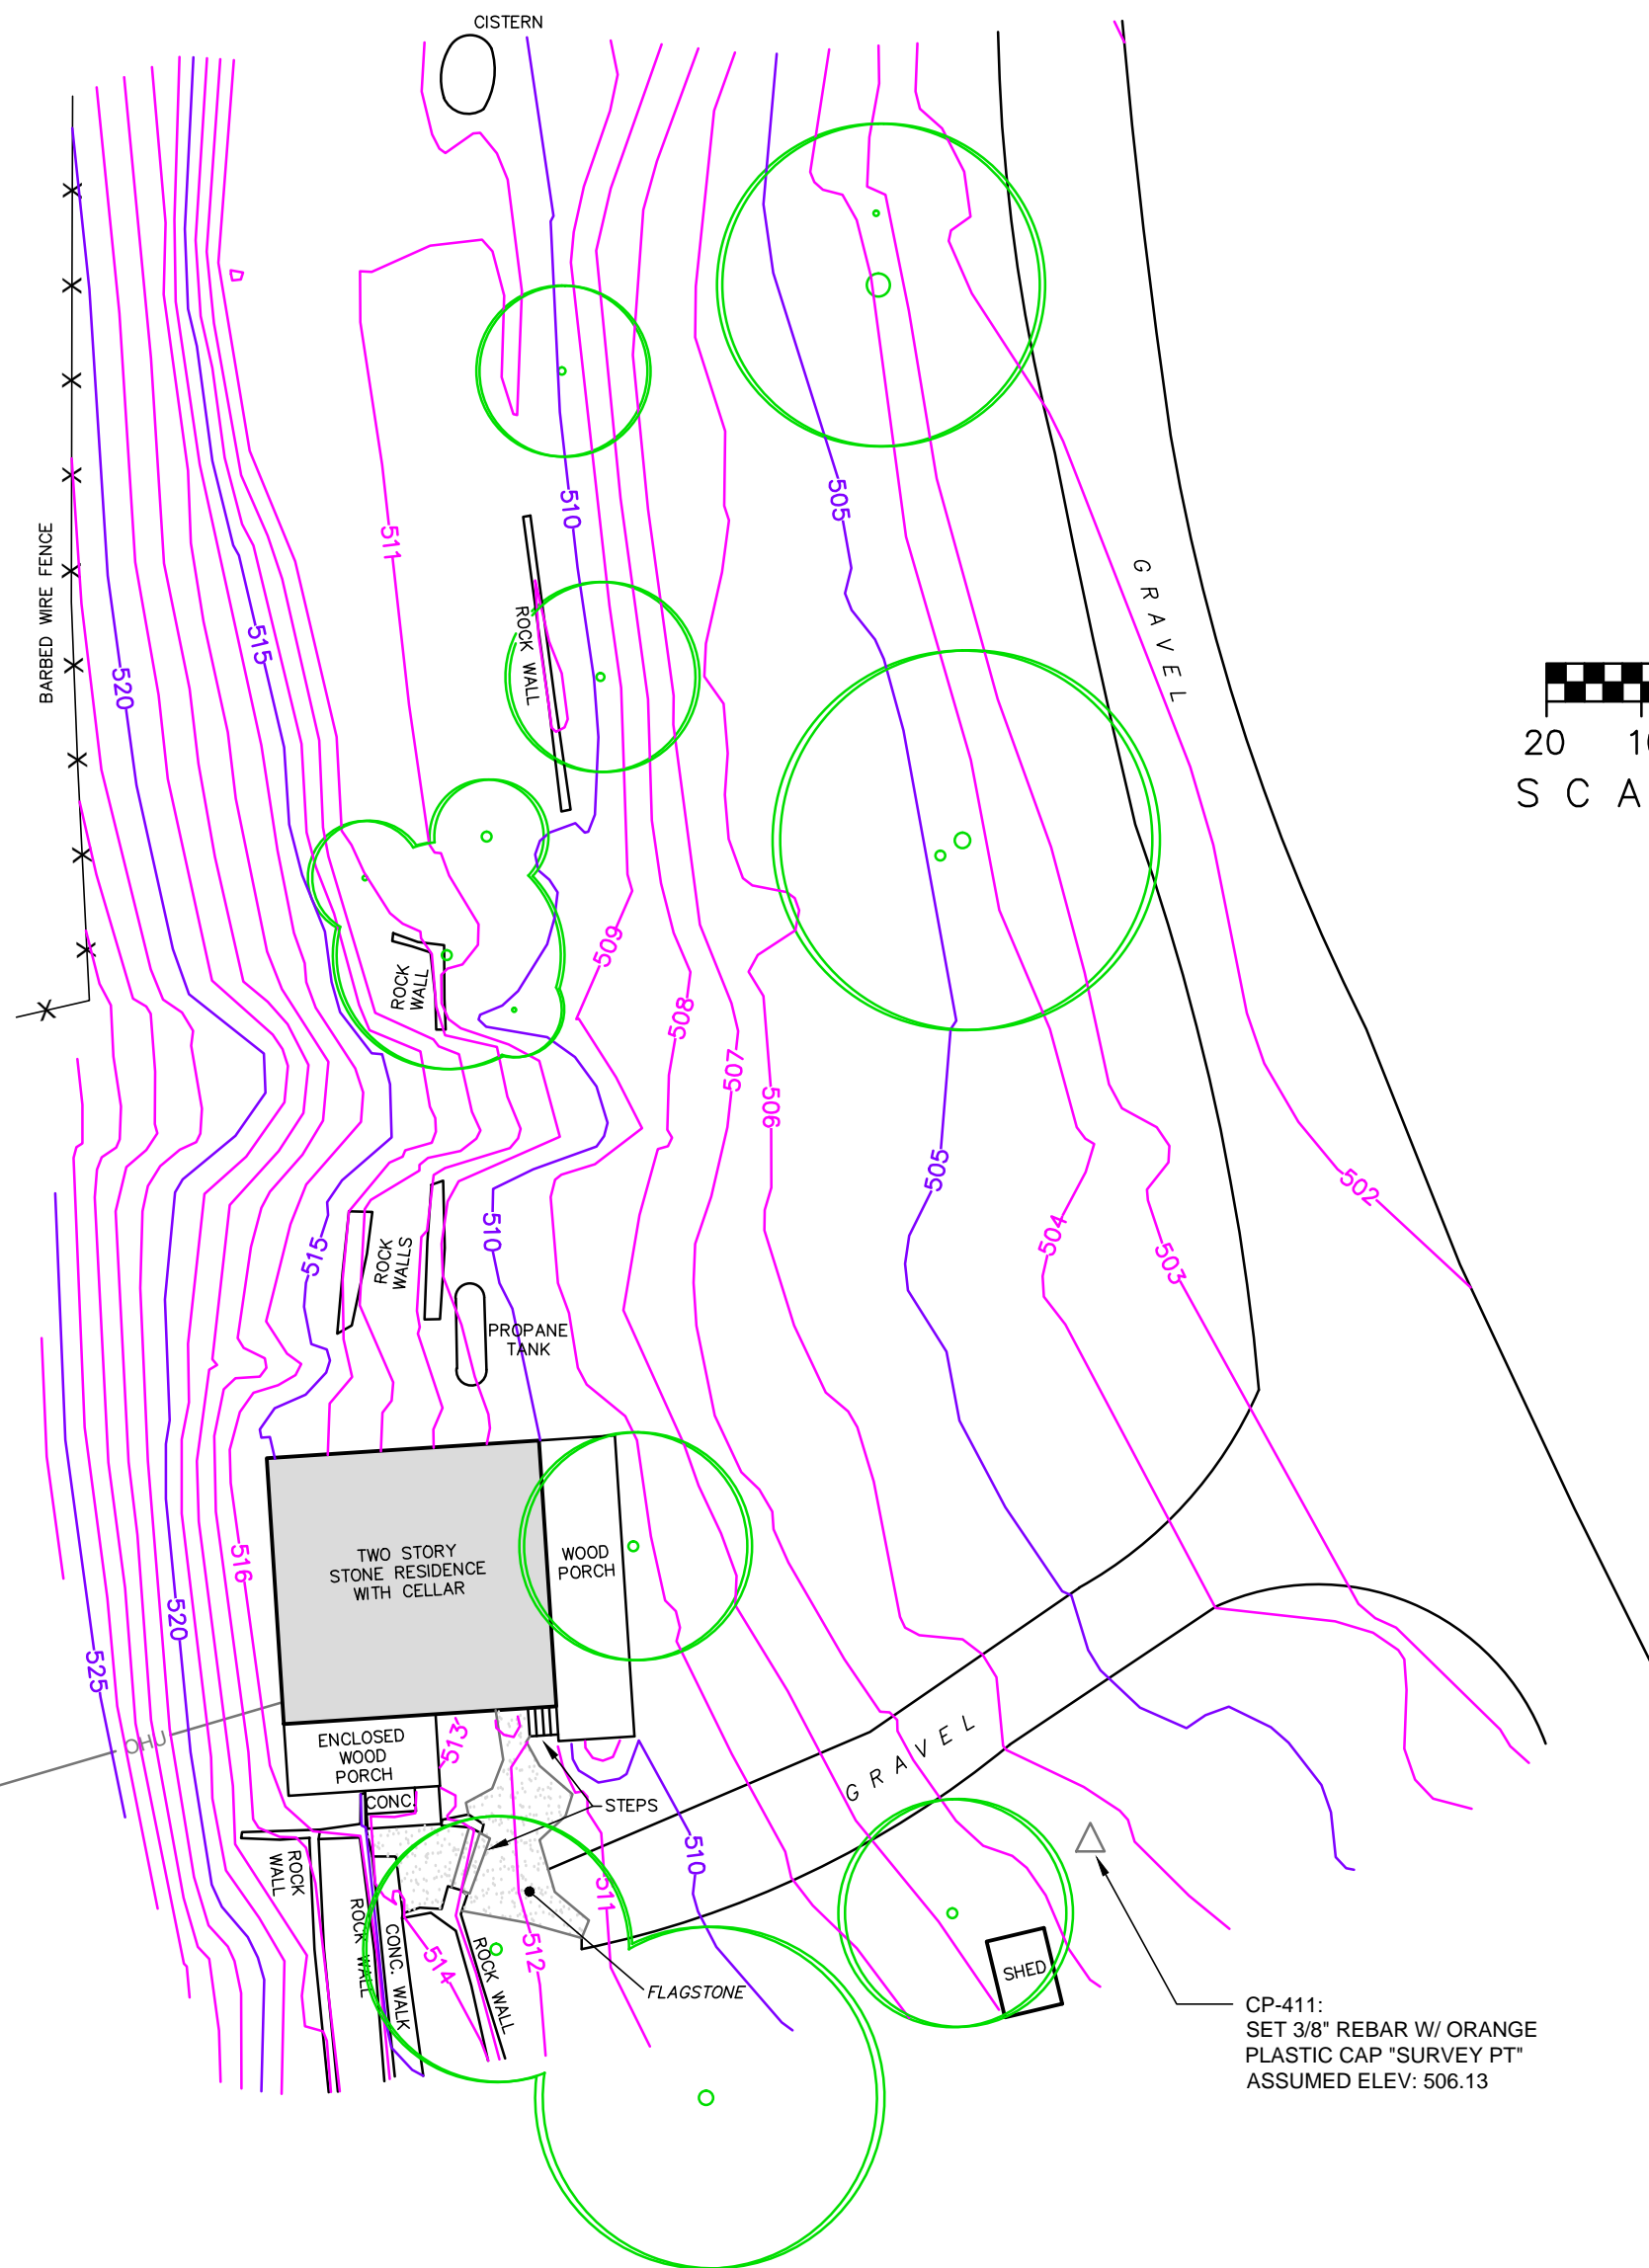 CISTERN
510
505
511
BARBED WIRE FENCE
GRAVEL
515
ROCK WALL
520
20
SCA
509
ROCK
WALL
508
507
506
505
502
504
503
510
515
ROCK
WALLS
PROPANE
TANK
516
TWO STORY
STONE RESIDENCE
WITH CELLAR
WOOD
PORCH
520
525
OHU
ENCLOSED
WOOD
PORCH
513
GRAVEL
CONC.
STEPS
510
ROCK
WALL
ROCK WALL
CONC. WALK
514
ROCK WALL
512
511
FLAGSTONE
SHED
CP-411:
SET 3/8" REBAR W/ ORANGE
PLASTIC CAP "SURVEY PT"
ASSUMED ELEV: 506.13